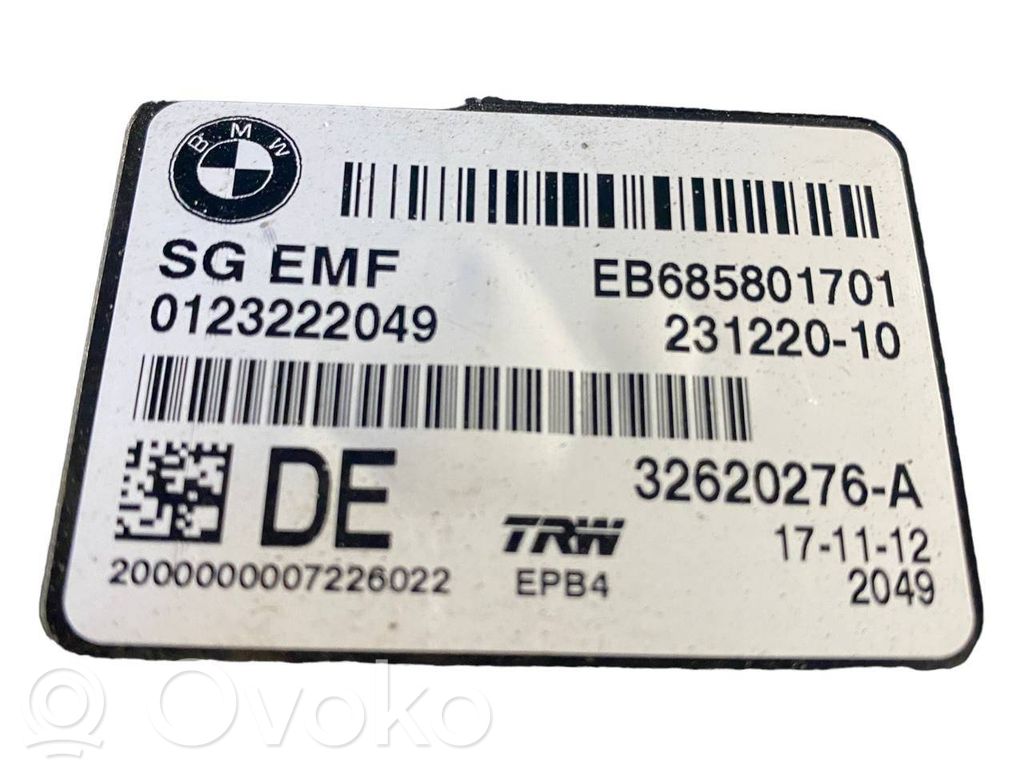 BMW
SG EMF
0123222049
EB685801701
231220-10
DE
32620276-A
TRW
17-11-12
2000000007226022
EPB4
2049
Ovoko